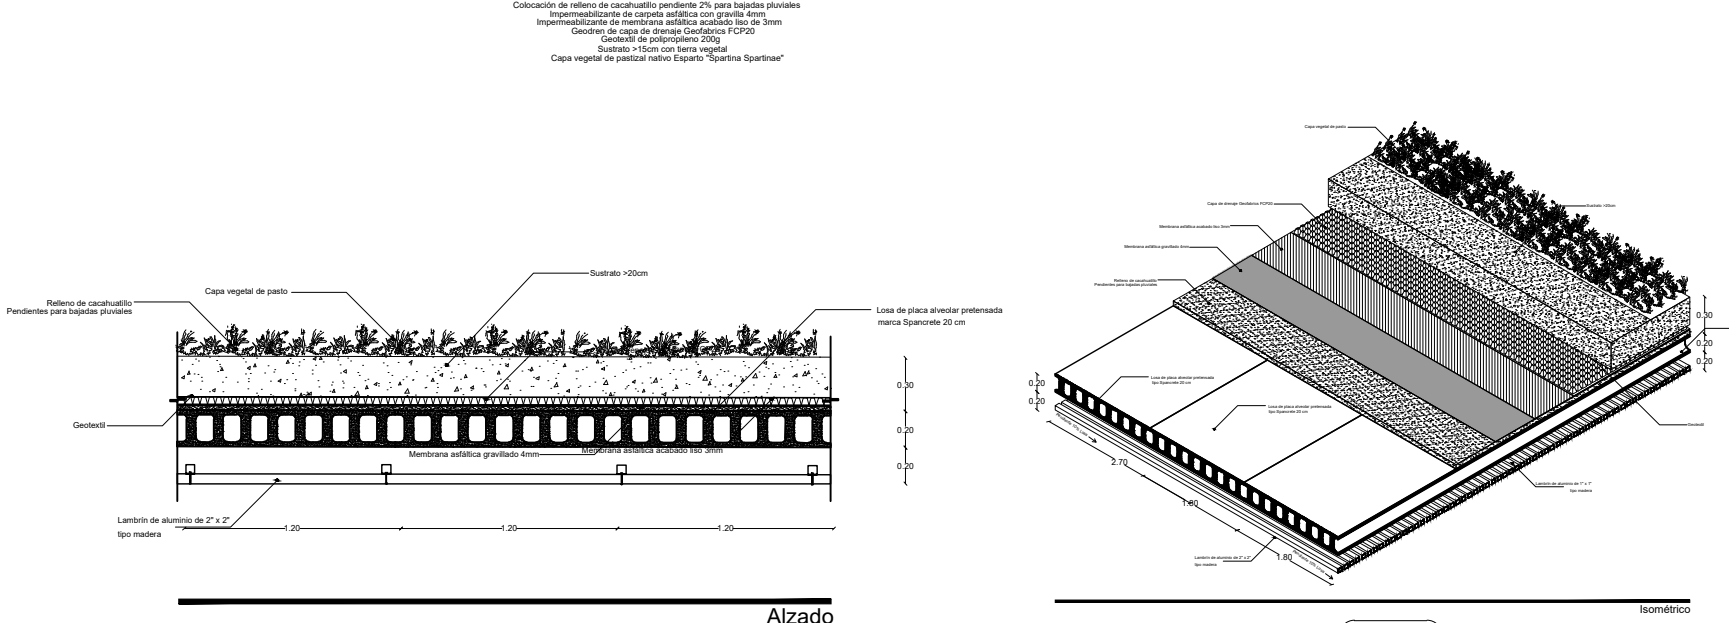 Colocación de relleno de cacahuatillo pendiente 2% para bajadas pluviales
Impermeabilizante de carpeta asfáltica con gravilla 4mm
Impermeabilizante de membrana asfáltica acabado liso de 3mm
Geodren de capa de drenaje Geofabrics FCP20
Geotextil de polipropileno 200g
Sustrato >15cm con tierra vegetal
Capa vegetal de pastizal nativo Esparto "Spartina Spartinae"
Sustrato >20cm
Capa vegetal de pasto
Relleno de cacahuatillo
Pendientes para bajadas pluviales
Losa de placa alveolar pretensada
marca Spancrete 20 cm
0.30
0.20
0.20
Geotextil
Membrana asfáltica gravillado 4mm
Membrana asfáltica acabado liso 3mm
Lambrín de aluminio de 2" x 2"
tipo madera
1.20
1.20
1.20
Alzado
Capa vegetal de pasto
Sustrato >20cm
Capa de drenaje Geofabrics FCP20
Membrana asfáltica acabado liso 3mm
Membrana asfáltica gravillado 4mm
Relleno de cacahuatillo
Pendientes para bajadas pluviales
0.30
0.20
0.20
0.20
0.20
Losa de placa alveolar pretensada
tipo Spancrete 20 cm
Losa de placa alveolar pretensada
tipo Spancrete 20 cm
Geotextil
2.70
1.80
1.80
Lambrín de aluminio de 1" x 1"
tipo madera
Lambrín de aluminio de 2" x 2"
tipo madera
Isométrico